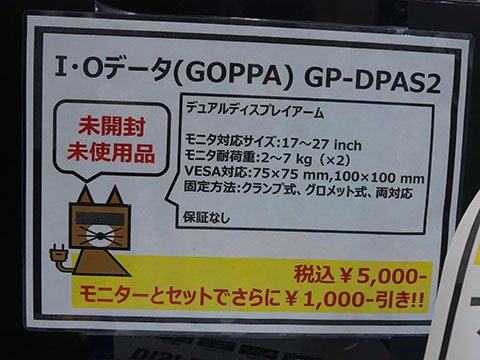 I・Oデータ(GOPPA) GP-DPAS2
未開封
未使用品
デュアルディスプレイアーム
モニタ対応サイズ:17～27 inch
モニタ耐荷重:2～7 kg（×2）
VESA対応:75×75 mm,100×100 mm
固定方法:クランプ式、グロメット式、両対応
保証なし
税込￥5,000-
モニターとセットでさらに￥1,000-引き!!